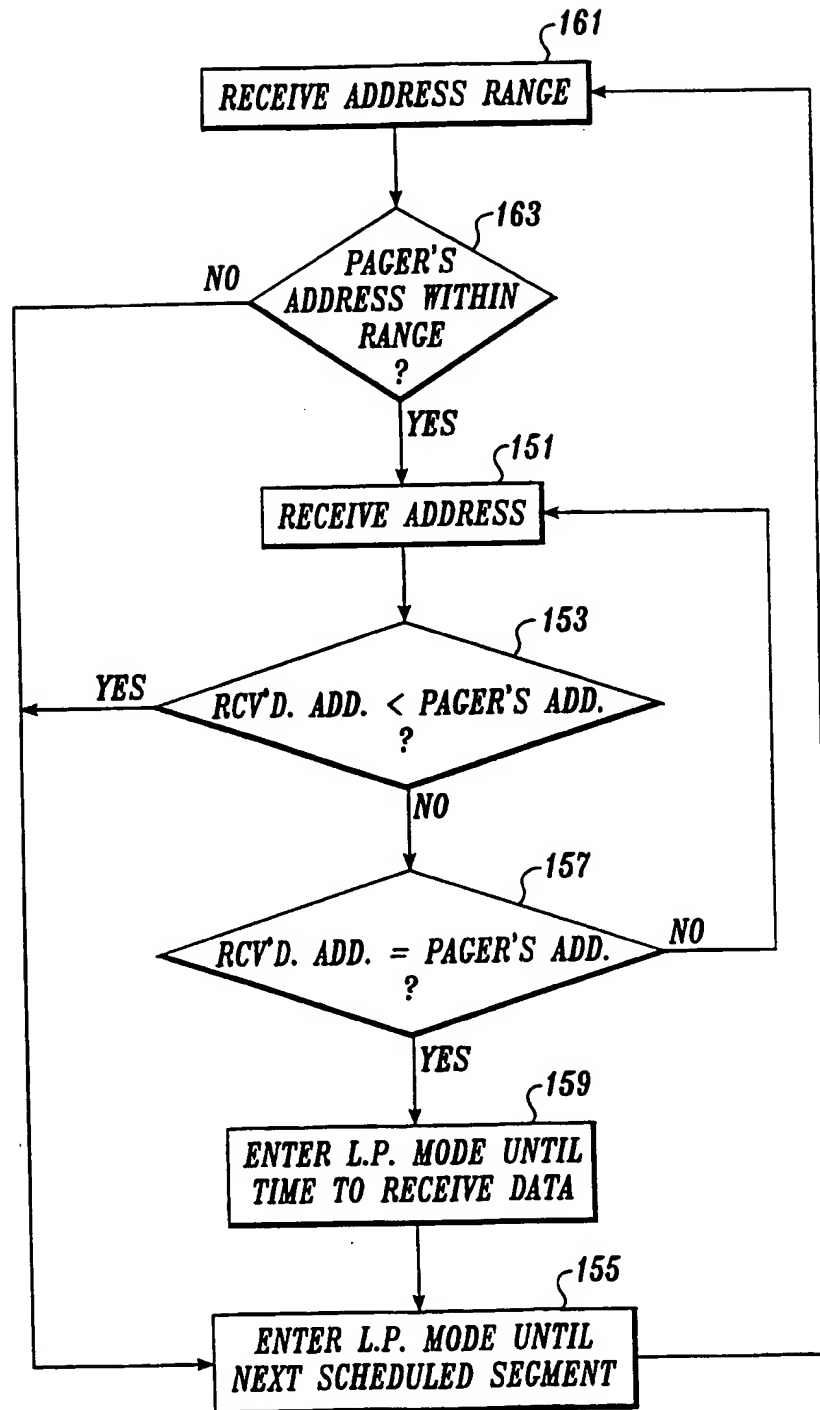 161
RECEIVE ADDRESS RANGE
163
NO
PAGER'S
ADDRESS WITHIN
RANGE
?
YES
151
RECEIVE ADDRESS
153
YES
RCV'D. ADD. < PAGER'S ADD.
?
NO
157
RCV'D. ADD. = PAGER'S ADD.
NO
?
YES
159
ENTER L.P. MODE UNTIL
TIME TO RECEIVE DATA
155
ENTER L.P. MODE UNTIL
NEXT SCHEDULED SEGMENT